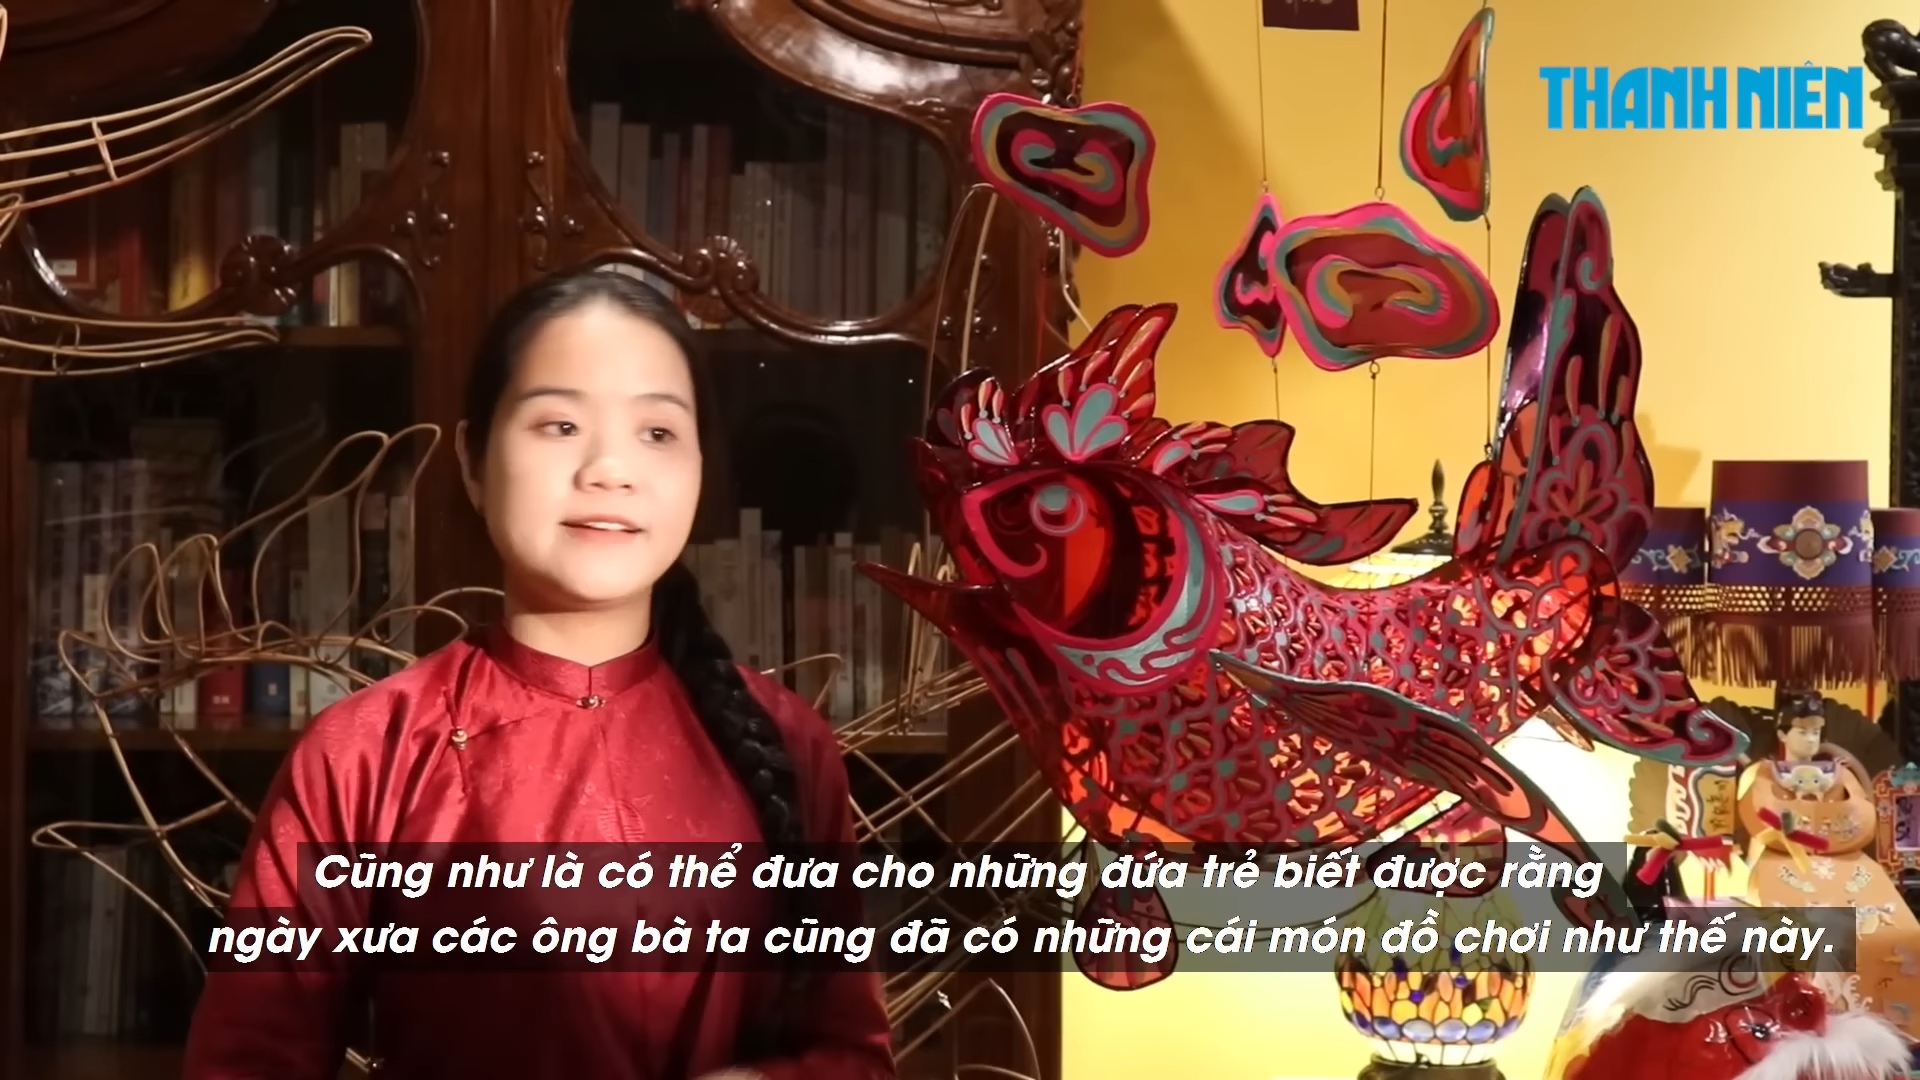 THANH NIÊN
Cũng như là có thể đưa cho những đứa trẻ biết được rằng
ngày xưa các ông bà ta cũng đã có những cái món đồ chơi như thế này.